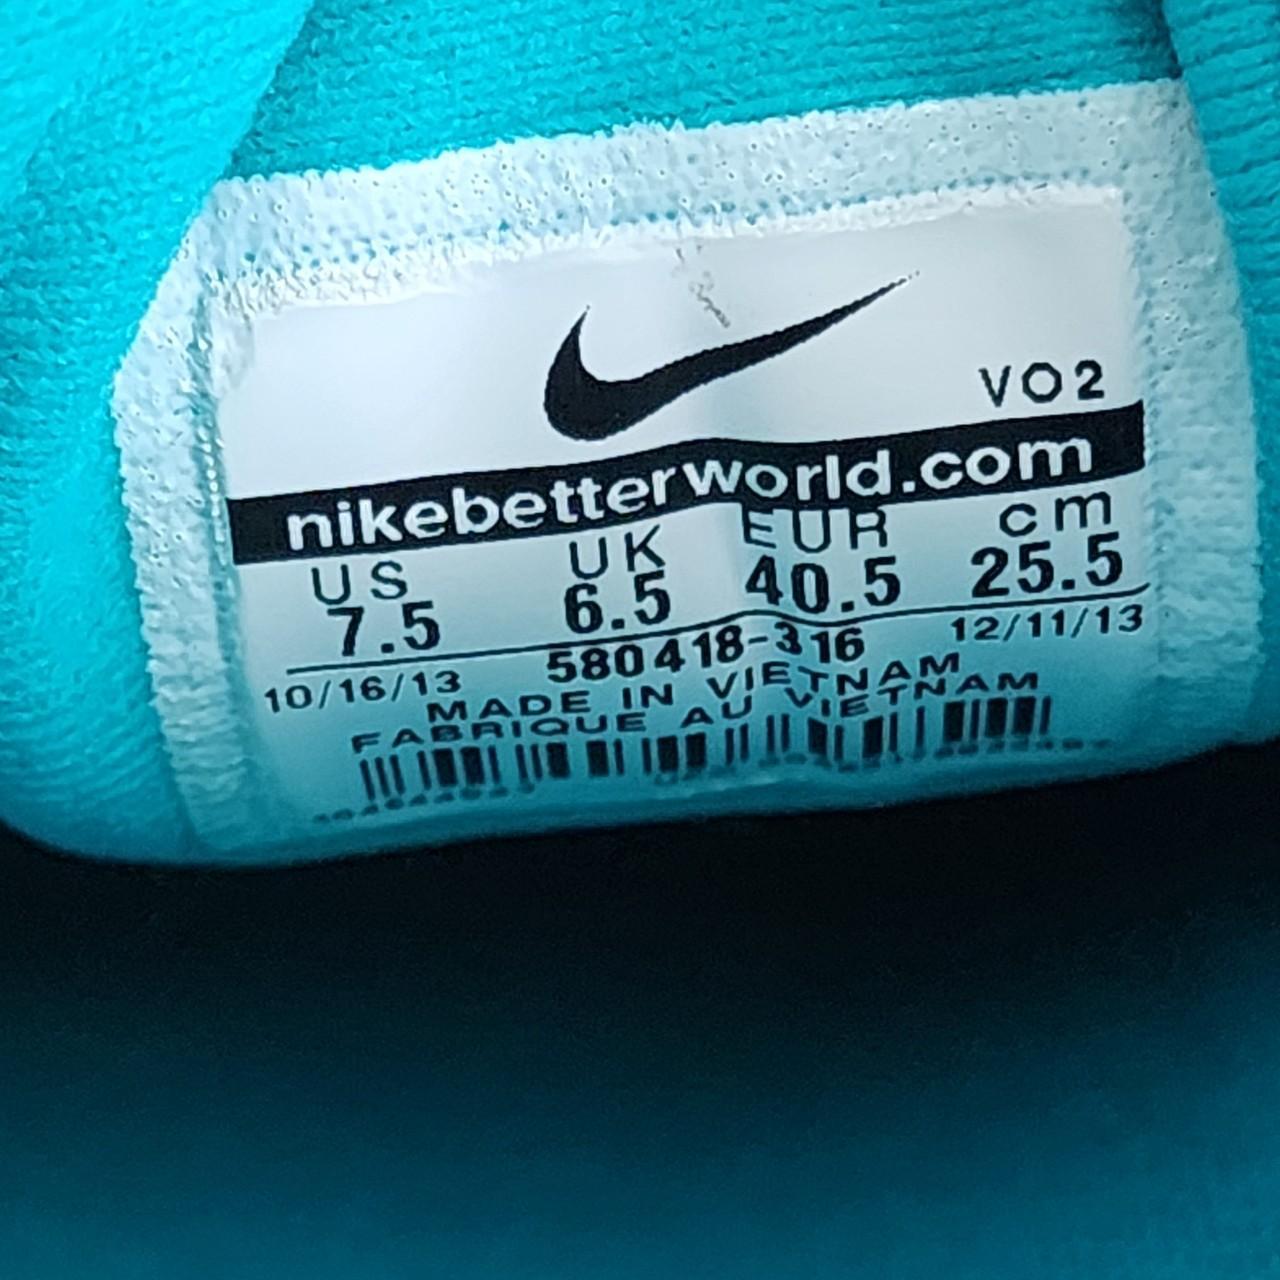 VO2
nikebetterworld.com
US UK EUR cm
7.5 6.5 40.5 25.5
10/16/13 580418-316 12/11/13
MADE IN VIETNAM
FABRIQUE AU VIETNAM